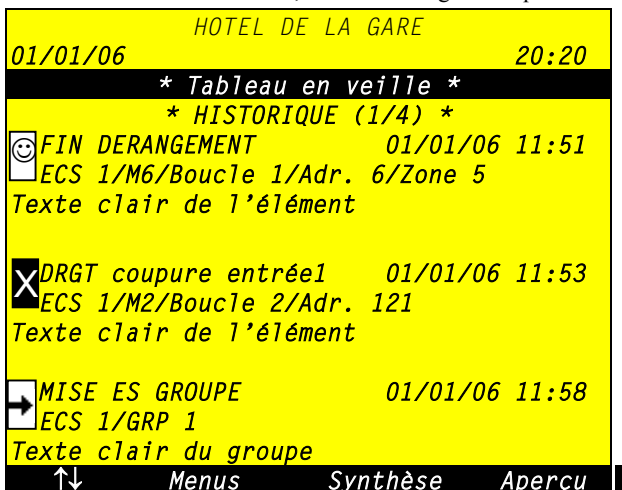 HOTEL DE LA GARE
01/01/06 20:20
* Tableau en veille *
* HISTORIQUE (1/4) *
FIN DERANGEMENT 01/01/06 11:51
ECS 1/M6/Boucle 1/Adr. 6/Zone 5
Texte clair de l'élément
X DRGT coupure entrée1 01/01/06 11:53
ECS 1/M2/Boucle 2/Adr. 121
Texte clair de l'élément
→ MISE ES GROUPE 01/01/06 11:58
ECS 1/GRP 1
Texte clair du groupe
↑↓ Menus Synthèse Aperçu